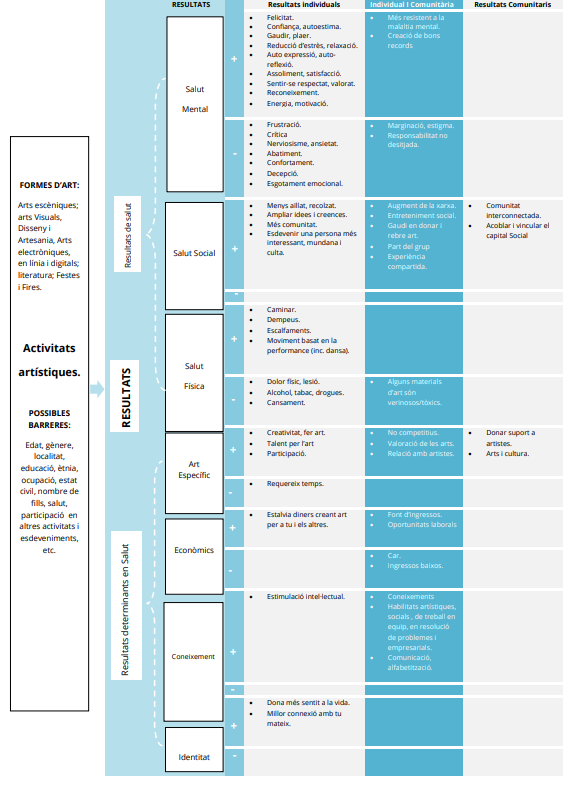 RESULTATS
Resultats individuals
Individual I Comunitària
Resultats Comunitaris
FORMES D'ART:
Arts escèniques;
arts Visuals,
Disseny i
Artesania, Arts
electròniques,
en línia i digitals;
literatura; Festes
i Fires.
Activitats
artístiques.
POSSIBLES
BARRERES:
Edat, gènere,
localitat,
educació, ètnia,
ocupació, estat
civil, nombre de
fills, salut,
participació en
altres activitats i
esdeveniments,
etc.
RESULTATS
Resultats de salut
Salut
Mental
+
Felicitat.
Confiança, autoestima.
Gaudir, plaer.
Reducció d'estrès, relaxació.
Auto expressió, auto-
reflexió.
Assoliment, satisfacció.
Sentir-se respectat, valorat.
Reconeixement.
Energia, motivació.
Més resistent a la
malaltia mental.
Creació de bons
records
-
Frustració.
Crítica
Nerviosisme, ansietat.
Abatiment.
Confortament.
Decepció.
Esgotament emocional.
Marginació, estigma.
Responsabilitat no
desitjada.
Salut Social
+
Menys aïllat, recolzat.
Ampliar idees i creences.
Més comunitat.
Esdevenir una persona més
interessant, mundana i
culta.
Augment de la xarxa.
Entreteniment social.
Gaudi en donar i
rebre art.
Part del grup
Experiència
compartida.
Comunitat
interconnectada.
Acoblar i vincular el
capital Social
-
Salut
Física
+
Caminar.
Dempeus.
Escalfaments.
Moviment basat en la
performance (inc. dansa).
-
Dolor físic, lesió.
Alcohol, tabac, drogues.
Cansament.
Alguns materials
d'art són
verinosos/tòxics.
Resultats determinants en Salut
Art
Específic
+
Creativitat, fer art.
Talent per l'art
Participació.
No competitius.
Valoració de les arts.
Relació amb artistes.
Donar suport a
artistes.
Arts i cultura.
-
Requereix temps.
Econòmics
+
Estalvia diners creant art
per a tu i els altres.
Font d'ingressos.
Oportunitats laborals
-
Car.
Ingressos baixos.
Coneixement
+
Estimulació intel·lectual.
Coneixements
Habilitats artístiques,
socials , de treball en
equip, en resolució
de problemes i
empresarials.
Comunicació,
alfabetització.
-
Identitat
+
Dona més sentit a la vida.
Millor connexió amb tu
mateix.
-